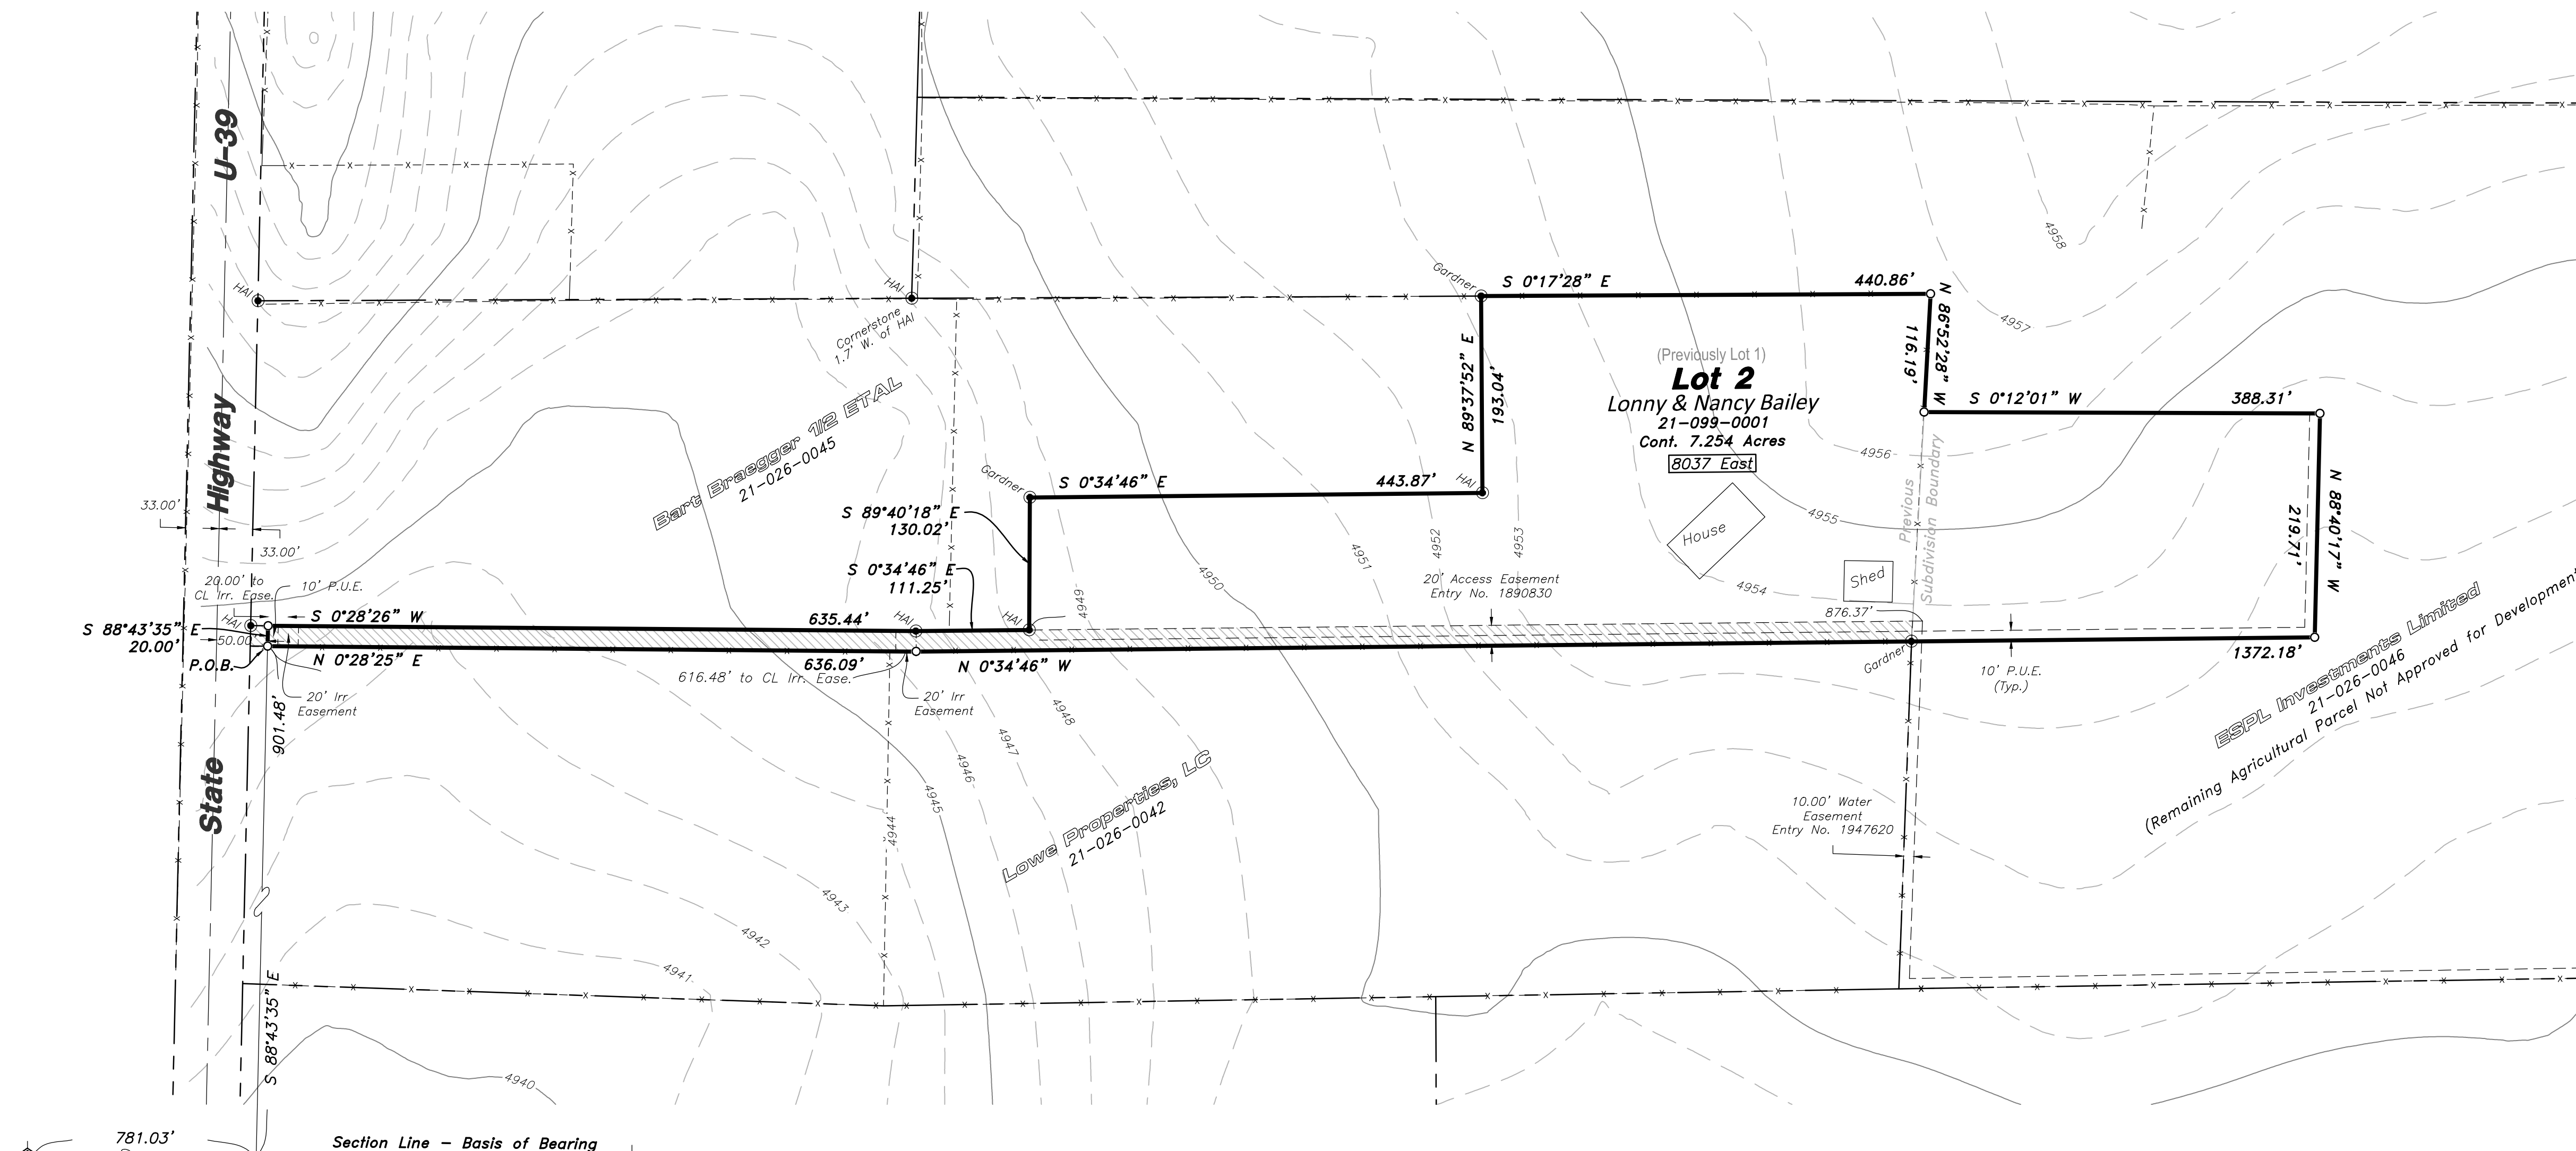 U-39
Highway
State
HAI
HAI
Cornerstone
1.7' W. of HAI
Gardner
S 0°17'28" E
440.86'
N 86°52'28" W
116.19'
4958
4957
(Previously Lot 1)
Lot 2
Lonny & Nancy Bailey
21-099-0001
Cont. 7.254 Acres
8037 East
N 89°37'52" E
193.04'
S 0°12'01" W
388.31'
4956
Previous
Subdivision Boundary
N 88°40'17" W
219.71'
Bart Braegger 1/2 ETAL
21-026-0045
Gardner
S 0°34'46" E
443.87'
HAI
S 89°40'18" E
130.02'
4955
House
4954
Shed
33.00'
33.00'
4952
4953
4951
4950
4949
S 0°34'46" E
111.25'
20' Access Easement
Entry No. 1890830
876.37'
20.00' to
CL Irr. Ease.
10' P.U.E.
HAI
S 0°28'26" W
635.44'
HAI
HAI
S 88°43'35" E
20.00'
50.00'
P.O.B.
N 0°28'25" E
636.09'
N 0°34'46" W
Gardner
1372.18'
616.48' to CL Irr. Ease.
20' Irr
Easement
20' Irr
Easement
10' P.U.E.
(Typ.)
901.48'
S 88°43'35" E
4948
4947
4946
4945
4944
4943
4942
4941
4940
Lowe Properties, LC
21-026-0042
10.00' Water
Easement
Entry No. 1947620
ESPL Investments Limited
21-026-0046
(Remaining Agricultural Parcel Not Approved for Development
781.03'
Section Line - Basis of Bearing